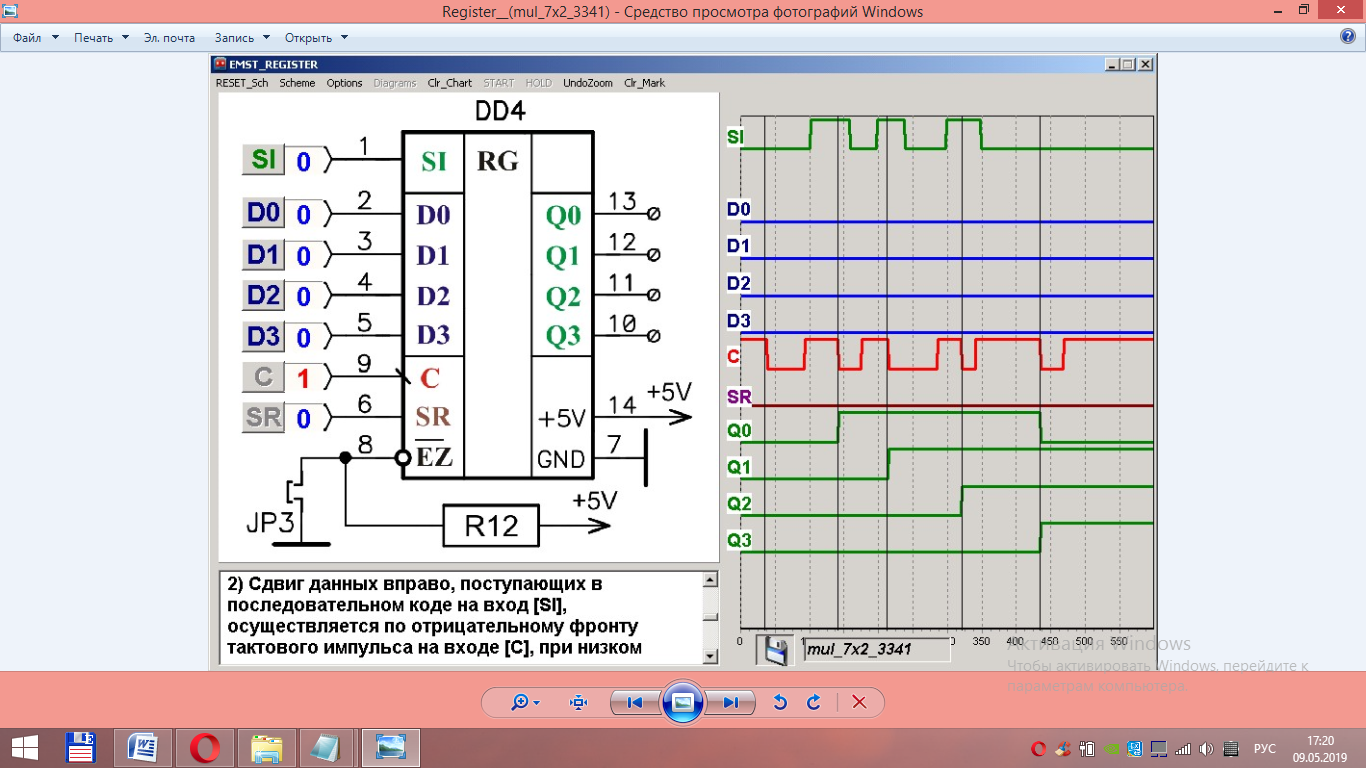 Register__(mul_7x2_3341) - Средство просмотра фотографий Windows
Файл Печать Эл. почта Запись Открыть
EMST_REGISTER
RESET_Sch Scheme Options Diagrams Clr_Chart START HOLD UndoZoom Clr_Mark
DD4
SI 0 1 SI RG
D0 0 2 D0 Q0 13
D1 0 3 D1 Q1 12
D2 0 4 D2 Q2 11
D3 0 5 D3 Q3 10
C 1 9 C
SR 0 6 SR +5V 14 +5V
8 EZ GND 7
JP3 R12 +5V
2) Сдвиг данных вправо, поступающих в
последовательном коде на вход [SI],
осуществляется по отрицательному фронту
тактового импульса на входе [C], при низком
SI
D0
D1
D2
D3
C
SR
Q0
Q1
Q2
Q3
0 1 0 350 400 450 500 550
mul_7x2_3341
Активация Windows
Чтобы активировать Windows, перейдите к
параметрам компьютера.
РУС
17:20
09.05.2019